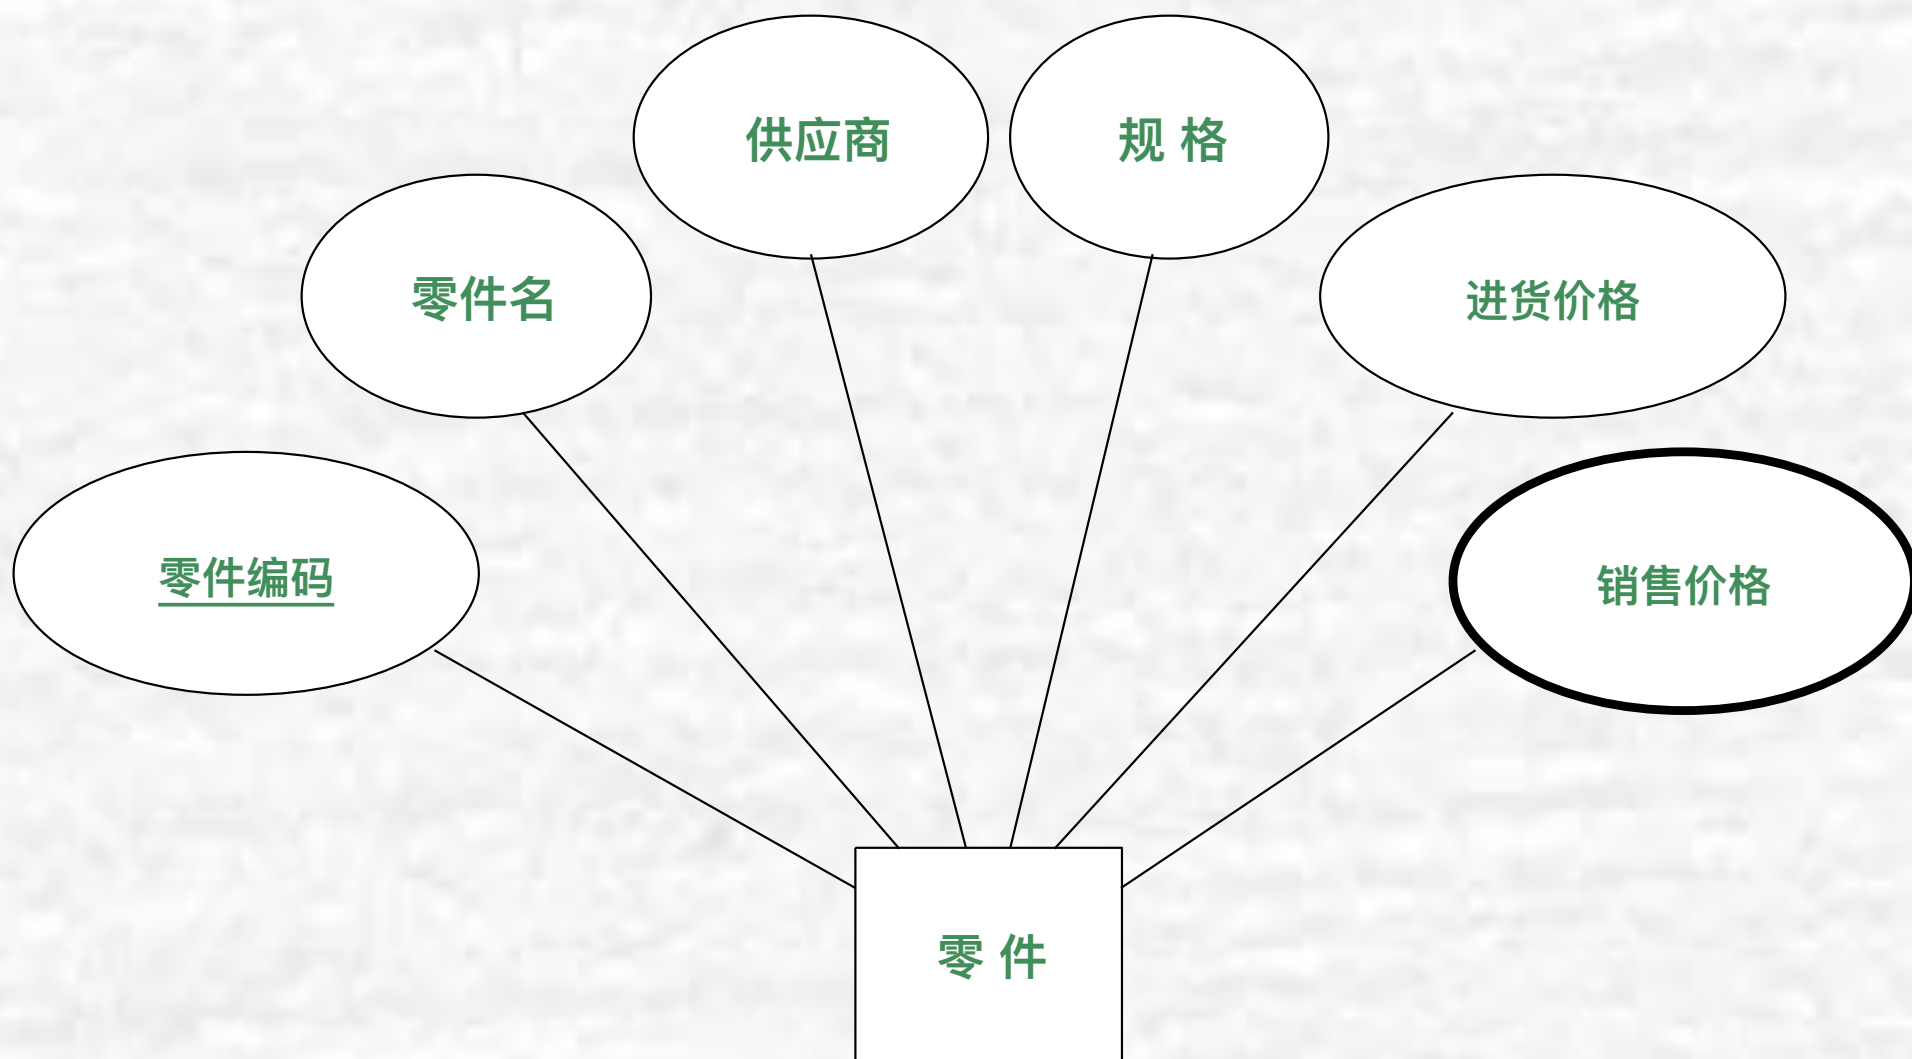 供应商
规 格
零件名
进货价格
零件编码
销售价格
零 件